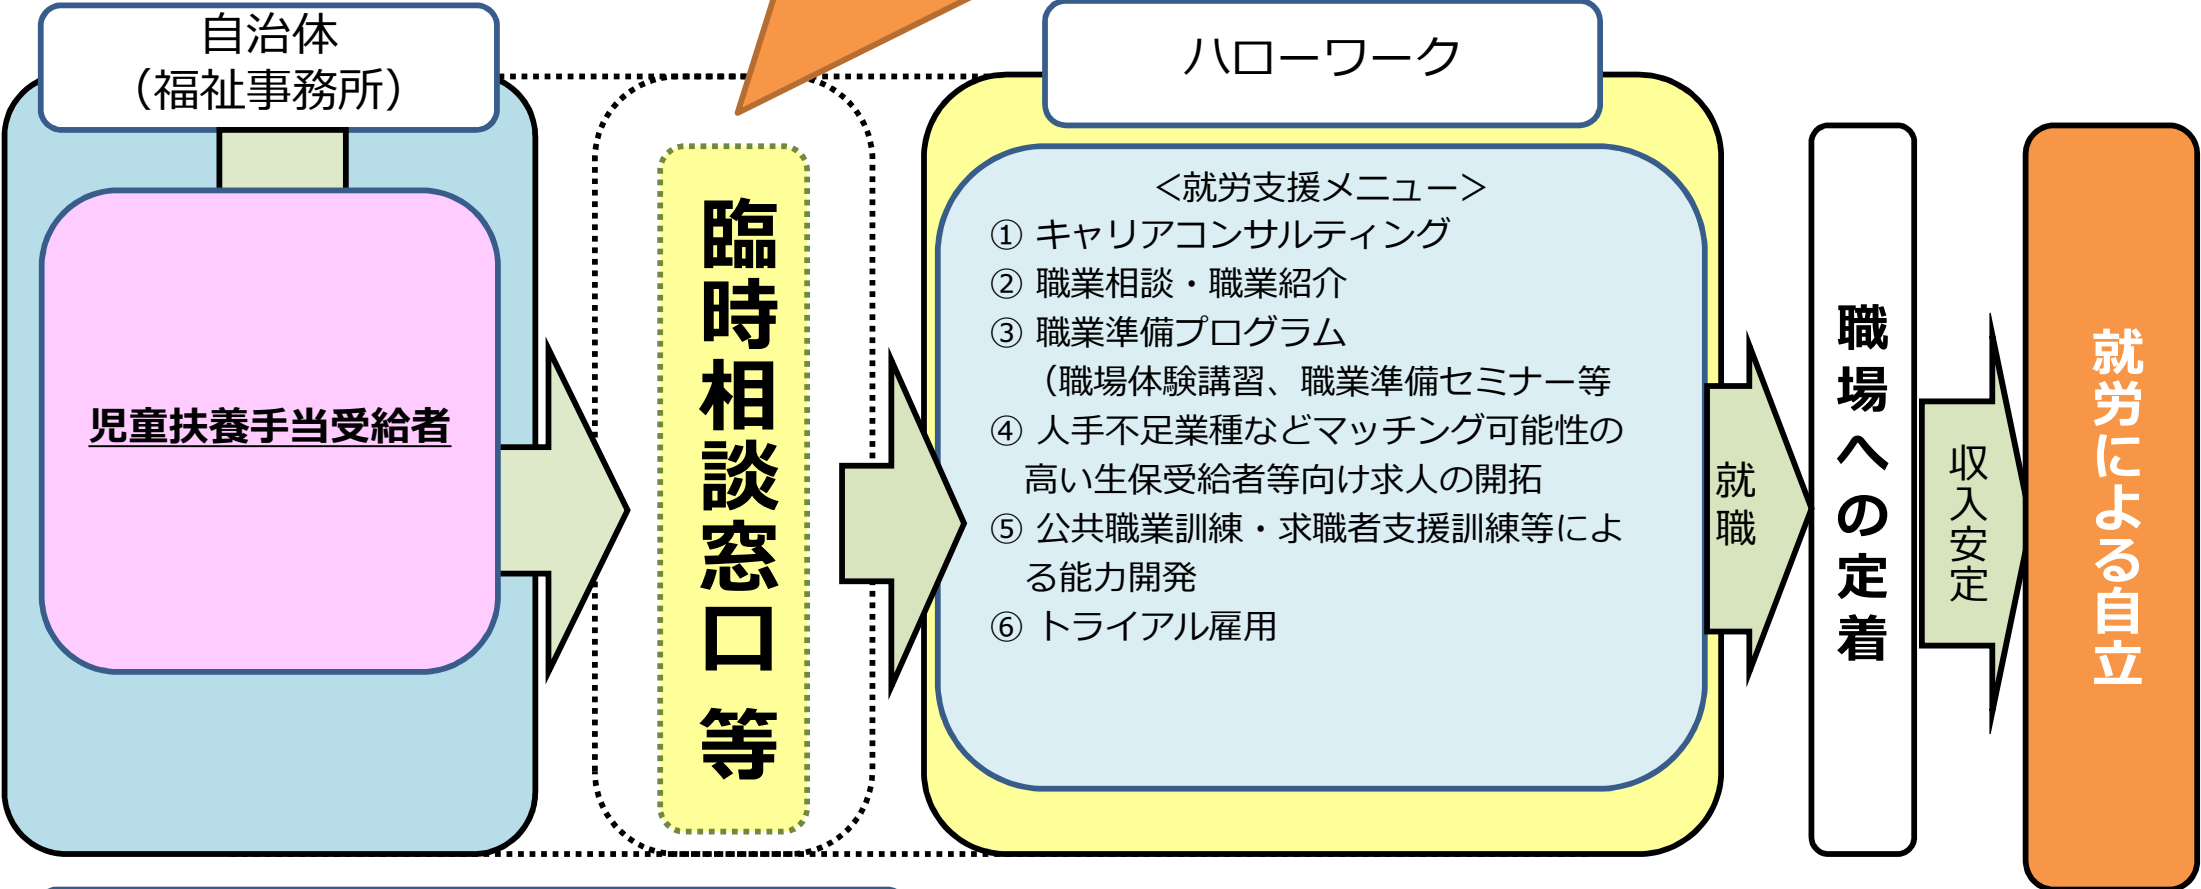 自治体
（福祉事務所）
児童扶養手当受給者
臨時相談窓口 等
ハローワーク
＜就労支援メニュー＞
① キャリアコンサルティング
② 職業相談・職業紹介
③ 職業準備プログラム
（職場体験講習、職業準備セミナー等
④ 人手不足業種などマッチング可能性の
高い生保受給者等向け求人の開拓
⑤ 公共職業訓練・求職者支援訓練等によ
る能力開発
⑥ トライアル雇用
就職
職場への定着
収入安定
就労による自立